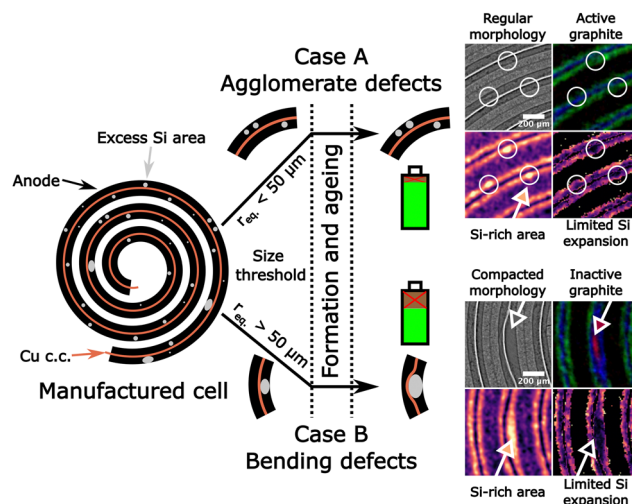 Case A
Agglomerate defects
Excess Si area
Anode
Cu c.c.
Manufactured cell
r eq. < 50 μm
Size
threshold
r eq. > 50 μm
Formation and ageing
Case B
Bending defects
Regular
morphology
Active
graphite
200 μm
200 μm
Si-rich area
Limited Si
expansion
Compacted
morphology
Inactive
graphite
200 μm
Si-rich area
Limited Si
expansion